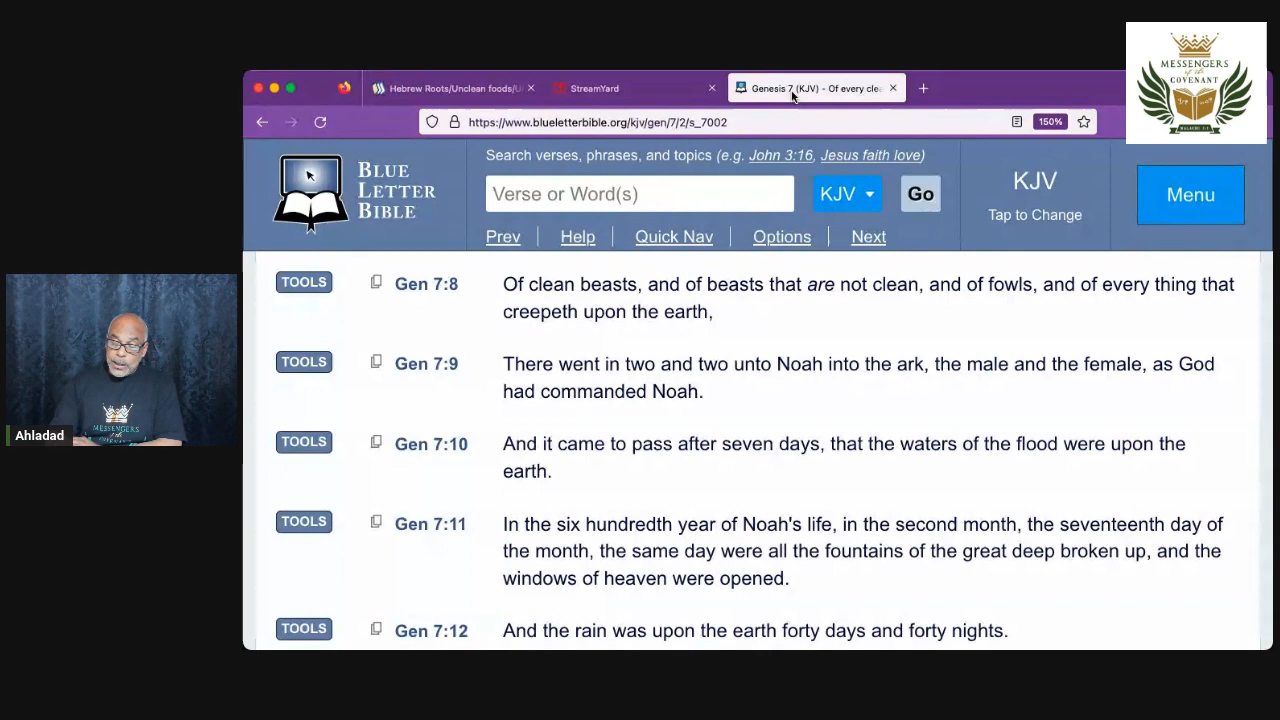 Hebrew Roots/Unclean foods/U
StreamYard
Genesis 7 (KJV) - Of every clea
https://www.blueletterbible.org/kjv/gen/7/2/s_7002
150%
MESSENGERS
of the
COVENANT
MALACHI 3:1
BLUE
LETTER
BIBLE
Search verses, phrases, and topics (e.g. John 3:16, Jesus faith love)
Verse or Word(s)
KJV
Go
Prev
Help
Quick Nav
Options
Next
KJV
Tap to Change
Menu
TOOLS Gen 7:8 Of clean beasts, and of beasts that are not clean, and of fowls, and of every thing that
creepeth upon the earth,
TOOLS Gen 7:9 There went in two and two unto Noah into the ark, the male and the female, as God
had commanded Noah.
TOOLS Gen 7:10 And it came to pass after seven days, that the waters of the flood were upon the
earth.
TOOLS Gen 7:11 In the six hundredth year of Noah's life, in the second month, the seventeenth day of
the month, the same day were all the fountains of the great deep broken up, and the
windows of heaven were opened.
TOOLS Gen 7:12 And the rain was upon the earth forty days and forty nights.
MESSENGERS
of the
Ahladad